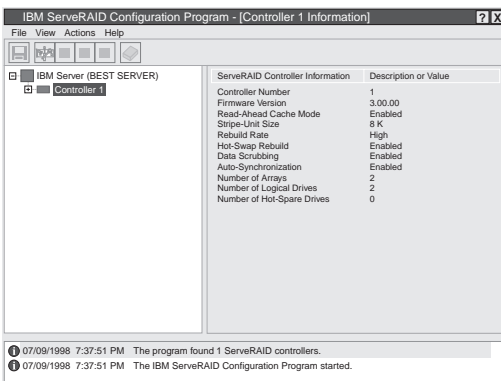 IBM ServeRAID Configuration Program - [Controller 1 Information] ? X
File View Actions Help
IBM Server (BEST SERVER)
Controller 1
ServeRAID Controller Information Description or Value
Controller Number 1
Firmware Version 3.00.00
Read-Ahead Cache Mode Enabled
Stripe-Unit Size 8 K
Rebuild Rate High
Hot-Swap Rebuild Enabled
Data Scrubbing Enabled
Auto-Synchronization Enabled
Number of Arrays 2
Number of Logical Drives 2
Number of Hot-Spare Drives 0
07/09/1998 7:37:51 PM The program found 1 ServeRAID controllers.
07/09/1998 7:37:51 PM The IBM ServeRAID Configuration Program started.